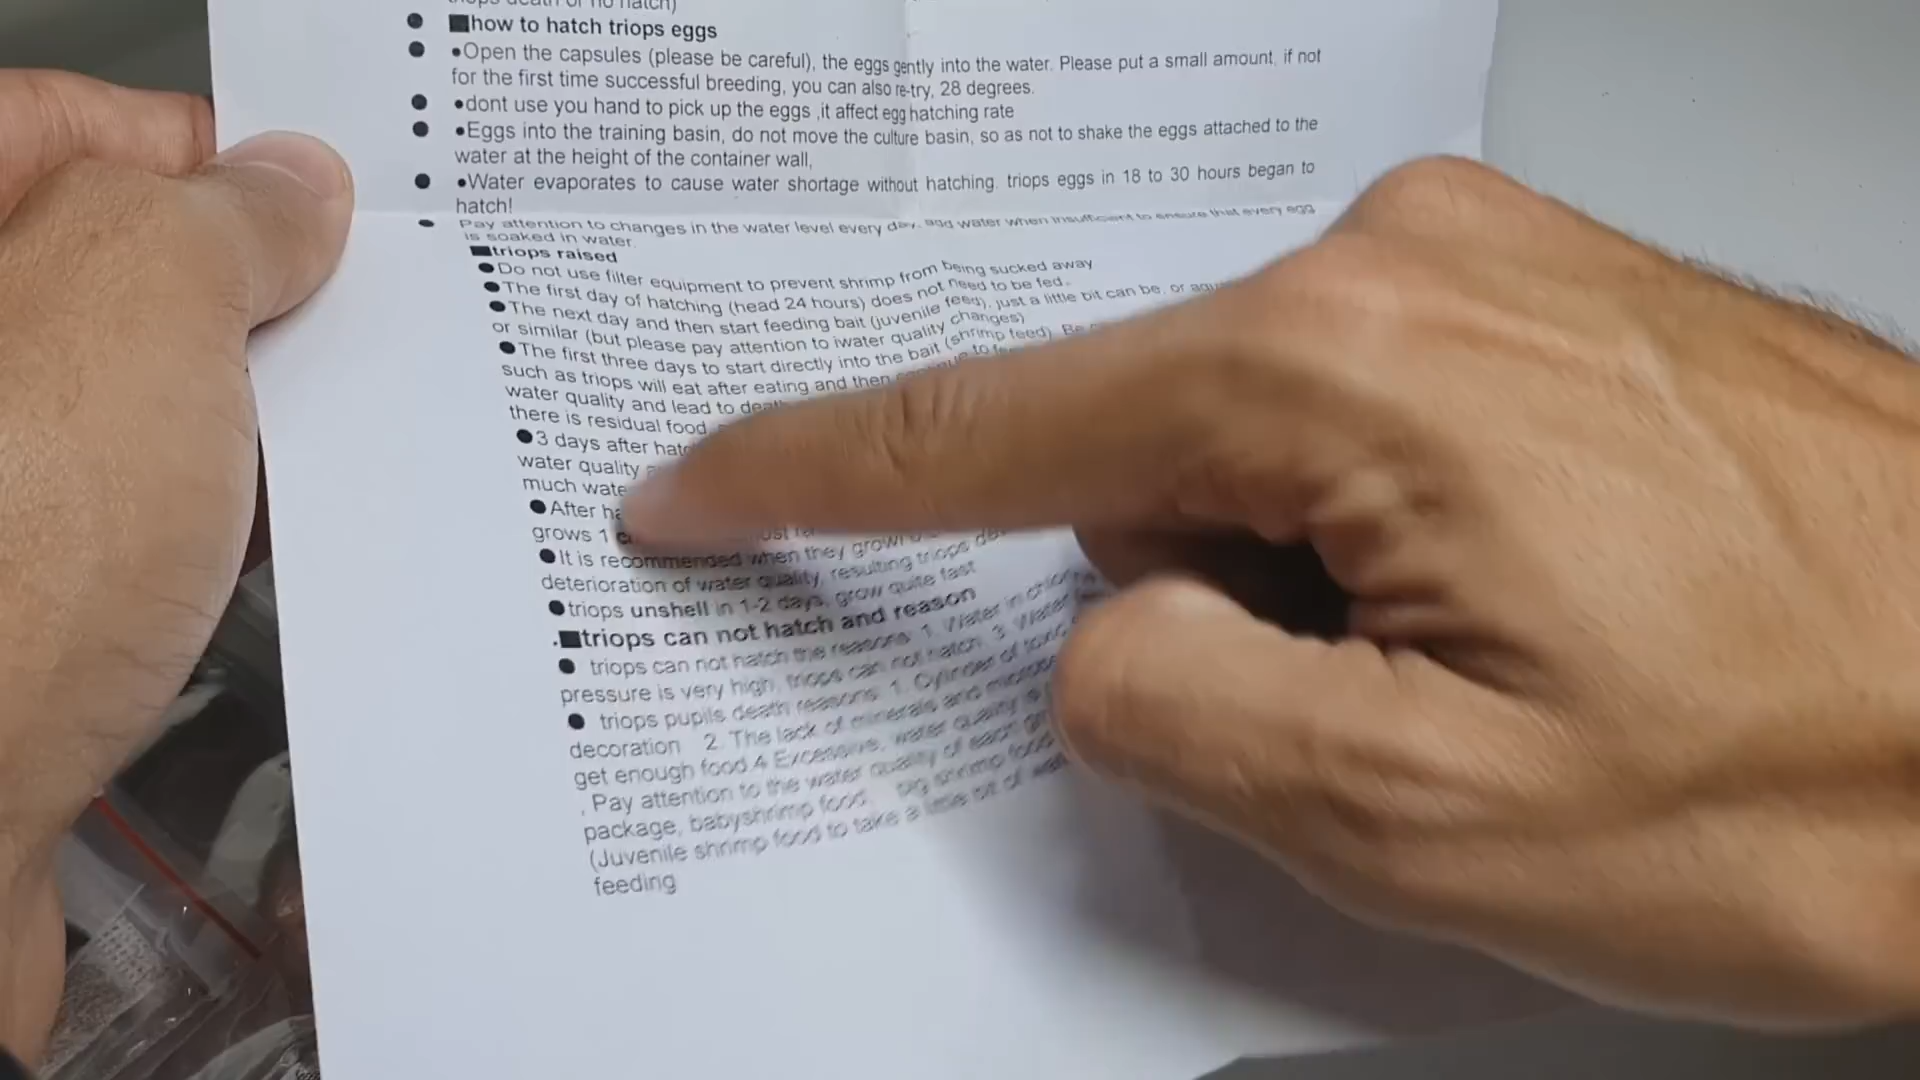 how to hatch triops eggs
•Open the capsules (please be careful), the eggs gently into the water. Please put a small amount, if not
for the first time successful breeding, you can also re-try, 28 degrees.
•dont use you hand to pick up the eggs ,it affect egg hatching rate
•Eggs into the training basin, do not move the culture basin, so as not to shake the eggs attached to the
water at the height of the container wall,
•Water evaporates to cause water shortage without hatching. triops eggs in 18 to 30 hours began to
hatch!
Pay attention to changes in the water level every day, add water when insufficient to ensure that every egg
is soaked in water.
■triops raised
●Do not use filter equipment to prevent shrimp from being sucked away
●The first day of hatching (head 24 hours) does not need to be fed.
●The next day and then start feeding bait (juvenile feed), just a little bit can be, or
or similar (but please pay attention to iwater quality changes)
●The first three days to start directly into the bait (shrimp feed). Be
such as triops will eat after eating and then
water quality and lead to
there is residual food
●3 days after
water quality
much
●After
grows 1
●It is recommended when they grow
deterioration of water quality, resulting triops
●triops unshell in 1-2 days, grow quite fast
.■triops can not hatch and reason
● triops can not hatch the reasons 1. Water in
pressure is very high, triops can not hatch 3. Water
● triops pupils death reasons 1. Cylinder of toxic
decoration 2. The lack of minerals and
get enough food 4 Excessive, water quality is
, Pay attention to the water quality of each
package, babyshrimp food, big shrimp food
(Juvenile shrimp food to take a little bit of
feeding